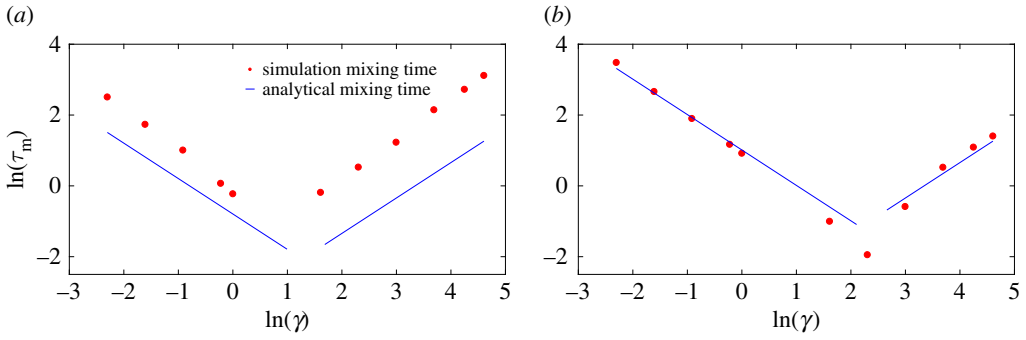 (a)
4
2
0
−2
ln(τm)
simulation mixing time
analytical mixing time
−3 −2 −1 0 1 2 3 4 5
ln(γ)
(b)
4
2
0
−2
−3 −2 −1 0 1 2 3 4 5
ln(γ)